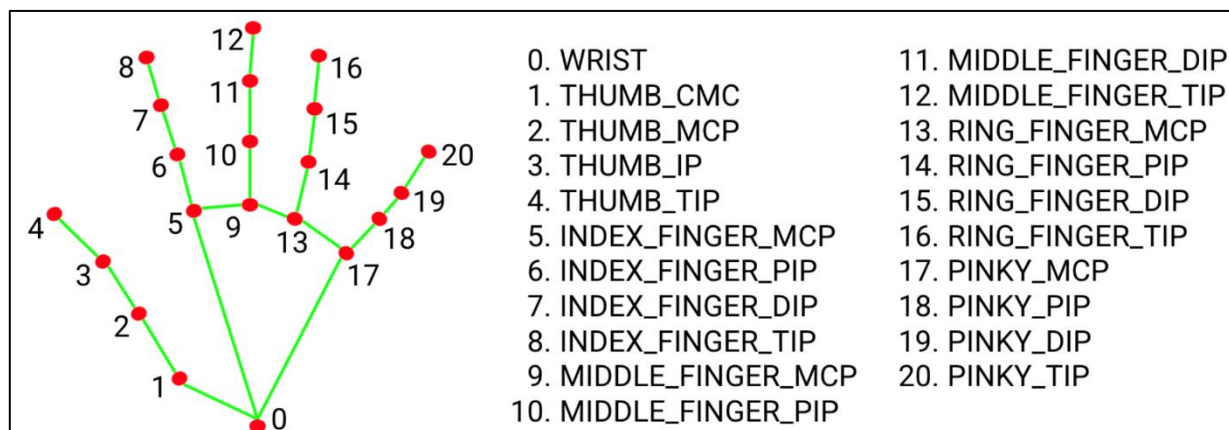 12
8
16
11
7
15
10
20
6
14
19
4
5
9
18
13
3
17
2
1
0
0. WRIST
1. THUMB_CMC
2. THUMB_MCP
3. THUMB_IP
4. THUMB_TIP
5. INDEX_FINGER_MCP
6. INDEX_FINGER_PIP
7. INDEX_FINGER_DIP
8. INDEX_FINGER_TIP
9. MIDDLE_FINGER_MCP
10. MIDDLE_FINGER_PIP
11. MIDDLE_FINGER_DIP
12. MIDDLE_FINGER_TIP
13. RING_FINGER_MCP
14. RING_FINGER_PIP
15. RING_FINGER_DIP
16. RING_FINGER_TIP
17. PINKY_MCP
18. PINKY_PIP
19. PINKY_DIP
20. PINKY_TIP